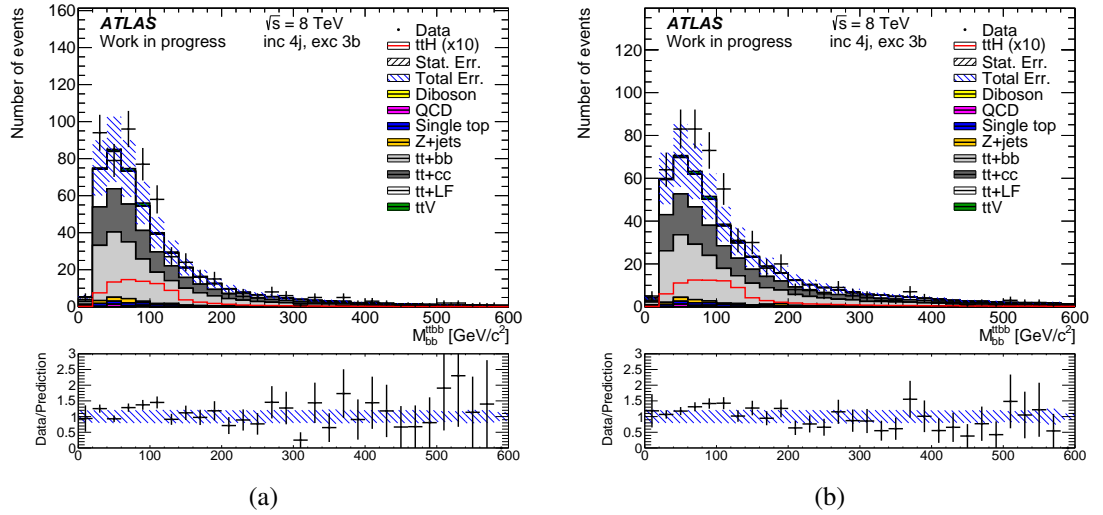 ATLAS
Work in progress
√s = 8 TeV
inc 4j, exc 3b
Data
ttH (x10)
Stat. Err.
Total Err.
Diboson
QCD
Single top
Z+jets
tt+bb
tt+cc
tt+LF
ttV
Number of events
160
140
120
100
80
60
40
20
0
0 100 200 300 400 500 600
M_bb^ttbb [GeV/c²]
Data/Prediction
3
2.5
2
1.5
1
0.5
0
0 100 200 300 400 500 600
(a)
ATLAS
Work in progress
√s = 8 TeV
inc 4j, exc 3b
Data
ttH (x10)
Stat. Err.
Total Err.
Diboson
QCD
Single top
Z+jets
tt+bb
tt+cc
tt+LF
ttV
Number of events
120
100
80
60
40
20
0
0 100 200 300 400 500 600
M_bb^ttbb [GeV/c²]
Data/Prediction
3
2.5
2
1.5
1
0.5
0
0 100 200 300 400 500 600
(b)